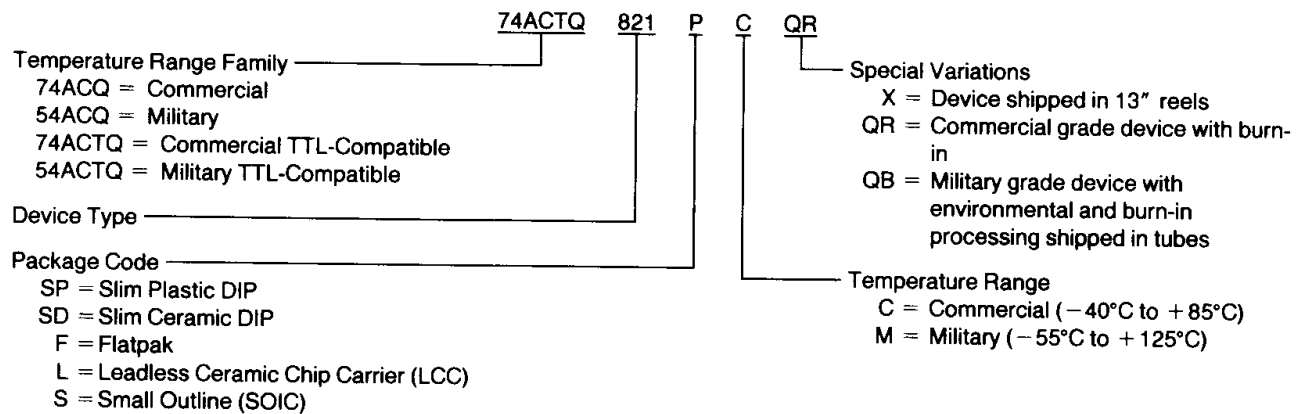 74ACTQ 821 P C QR
Temperature Range Family
74ACQ = Commercial
54ACQ = Military
74ACTQ = Commercial TTL-Compatible
54ACTQ = Military TTL-Compatible
Device Type
Package Code
SP = Slim Plastic DIP
SD = Slim Ceramic DIP
F = Flatpak
L = Leadless Ceramic Chip Carrier (LCC)
S = Small Outline (SOIC)
Special Variations
X = Device shipped in 13″ reels
QR = Commercial grade device with burn-
in
QB = Military grade device with
environmental and burn-in
processing shipped in tubes
Temperature Range
C = Commercial (−40°C to +85°C)
M = Military (−55°C to +125°C)